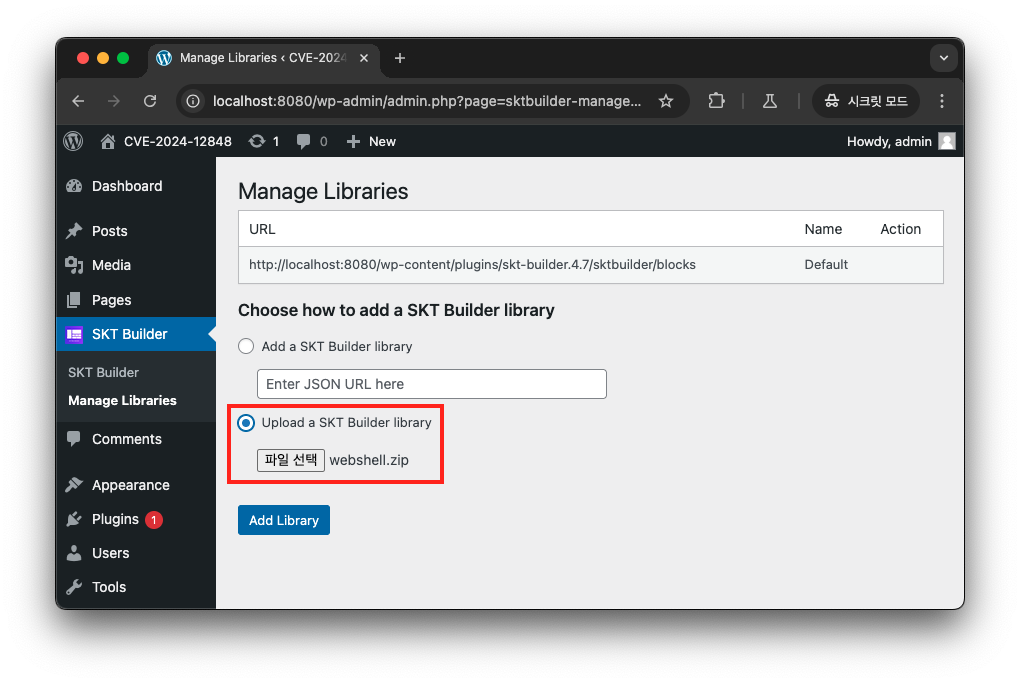 Manage Libraries ‹ CVE-2024
localhost:8080/wp-admin/admin.php?page=sktbuilder-manage...
시크릿 모드
CVE-2024-12848 1 0 New Howdy, admin
Dashboard
Posts
Media
Pages
SKT Builder
SKT Builder
Manage Libraries
Comments
Appearance
Plugins 1
Users
Tools
Manage Libraries
URL Name Action
http://localhost:8080/wp-content/plugins/skt-builder.4.7/sktbuilder/blocks Default
Choose how to add a SKT Builder library
Add a SKT Builder library
Enter JSON URL here
Upload a SKT Builder library
파일 선택 webshell.zip
Add Library